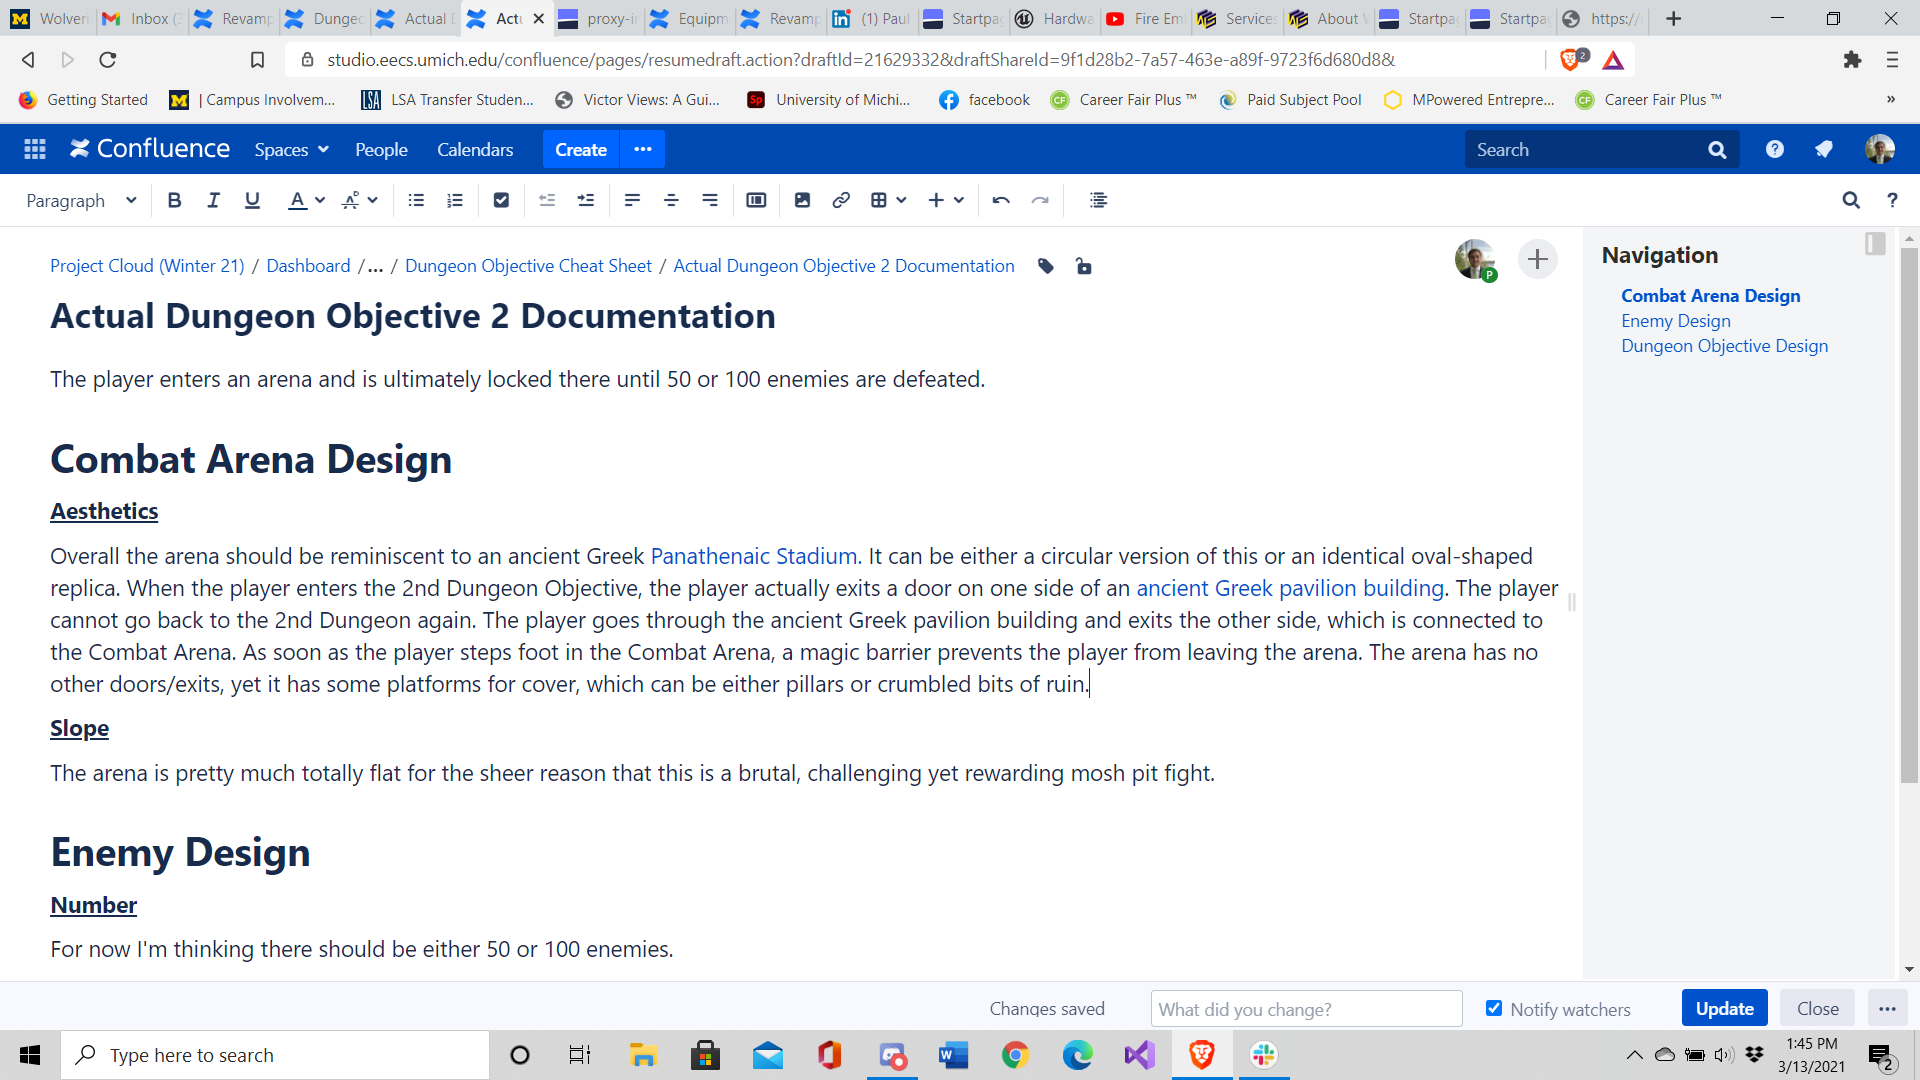 Wolveri
Inbox (3
Revamp
Dungeo
Actual D
Actu
proxy-in
Equipm
Revamp
(1) Paul
Startpag
Hardwa
Fire Em
Services
About W
Startpag
Startpag
https://
studio.eecs.umich.edu/confluence/pages/resumedraft.action?draftId=21629332&draftShareId=9f1d28b2-7a57-463e-a89f-9723f6d680d8&
2
Getting Started
| Campus Involvem...
LSA Transfer Studen...
Victor Views: A Gui...
University of Michi...
facebook
Career Fair Plus ™
Paid Subject Pool
MPowered Entrepre...
Career Fair Plus ™
»
Confluence
Spaces
People
Calendars
Create
Search
Paragraph
B I U A
Project Cloud (Winter 21) / Dashboard /... / Dungeon Objective Cheat Sheet / Actual Dungeon Objective 2 Documentation
P
Actual Dungeon Objective 2 Documentation
The player enters an arena and is ultimately locked there until 50 or 100 enemies are defeated.
Combat Arena Design
Aesthetics
Overall the arena should be reminiscent to an ancient Greek Panathenaic Stadium. It can be either a circular version of this or an identical oval-shaped
replica. When the player enters the 2nd Dungeon Objective, the player actually exits a door on one side of an ancient Greek pavilion building. The player
cannot go back to the 2nd Dungeon again. The player goes through the ancient Greek pavilion building and exits the other side, which is connected to
the Combat Arena. As soon as the player steps foot in the Combat Arena, a magic barrier prevents the player from leaving the arena. The arena has no
other doors/exits, yet it has some platforms for cover, which can be either pillars or crumbled bits of ruin.
Slope
The arena is pretty much totally flat for the sheer reason that this is a brutal, challenging yet rewarding mosh pit fight.
Enemy Design
Number
For now I'm thinking there should be either 50 or 100 enemies.
Navigation
Combat Arena Design
Enemy Design
Dungeon Objective Design
Changes saved
What did you change?
Notify watchers
Update
Close
Type here to search
1:45 PM
3/13/2021
2